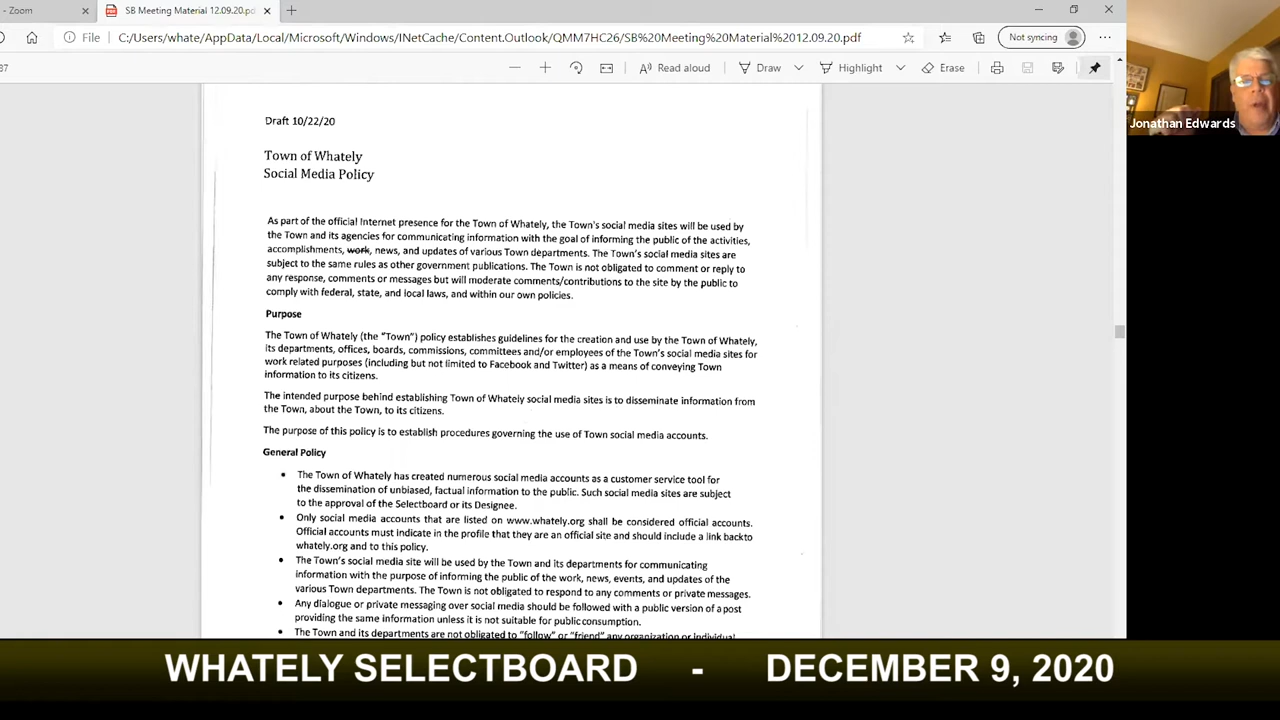 - Zoom
SB Meeting Material 12.09.20.pd
File
C:/Users/whate/AppData/Local/Microsoft/Windows/INetCache/Content.Outlook/QMM7HC26/SB%20Meeting%20Material%2012.09.20.pdf
Not syncing
87
Read aloud
Draw
Highlight
Erase
Jonathan Edwards
Draft 10/22/20
Town of Whately
Social Media Policy
As part of the official Internet presence for the Town of Whately, the Town's social media sites will be used by
the Town and its agencies for communicating information with the goal of informing the public of the activities,
accomplishments, work, news, and updates of various Town departments. The Town's social media sites are
subject to the same rules as other government publications. The Town is not obligated to comment or reply to
any response, comments or messages but will moderate comments/contributions to the site by the public to
comply with federal, state, and local laws, and within our own policies.
Purpose
The Town of Whately (the "Town") policy establishes guidelines for the creation and use by the Town of Whately,
its departments, offices, boards, commissions, committees and/or employees of the Town's social media sites for
work related purposes (including but not limited to Facebook and Twitter) as a means of conveying Town
information to its citizens.
The intended purpose behind establishing Town of Whately social media sites is to disseminate information from
the Town, about the Town, to its citizens.
The purpose of this policy is to establish procedures governing the use of Town social media accounts.
General Policy
• The Town of Whately has created numerous social media accounts as a customer service tool for
the dissemination of unbiased, factual information to the public. Such social media sites are subject
to the approval of the Selectboard or its Designee.
• Only social media accounts that are listed on www.whately.org shall be considered official accounts.
Official accounts must indicate in the profile that they are an official site and should include a link backto
whately.org and to this policy.
• The Town's social media site will be used by the Town and its departments for communicating
information with the purpose of informing the public of the work, news, events, and updates of the
various Town departments. The Town is not obligated to respond to any comments or private messages.
• Any dialogue or private messaging over social media should be followed with a public version of a post
providing the same information unless it is not suitable for public consumption.
• The Town and its departments are not obligated to "follow" or "friend" any organization or individual
WHATELY SELECTBOARD - DECEMBER 9, 2020